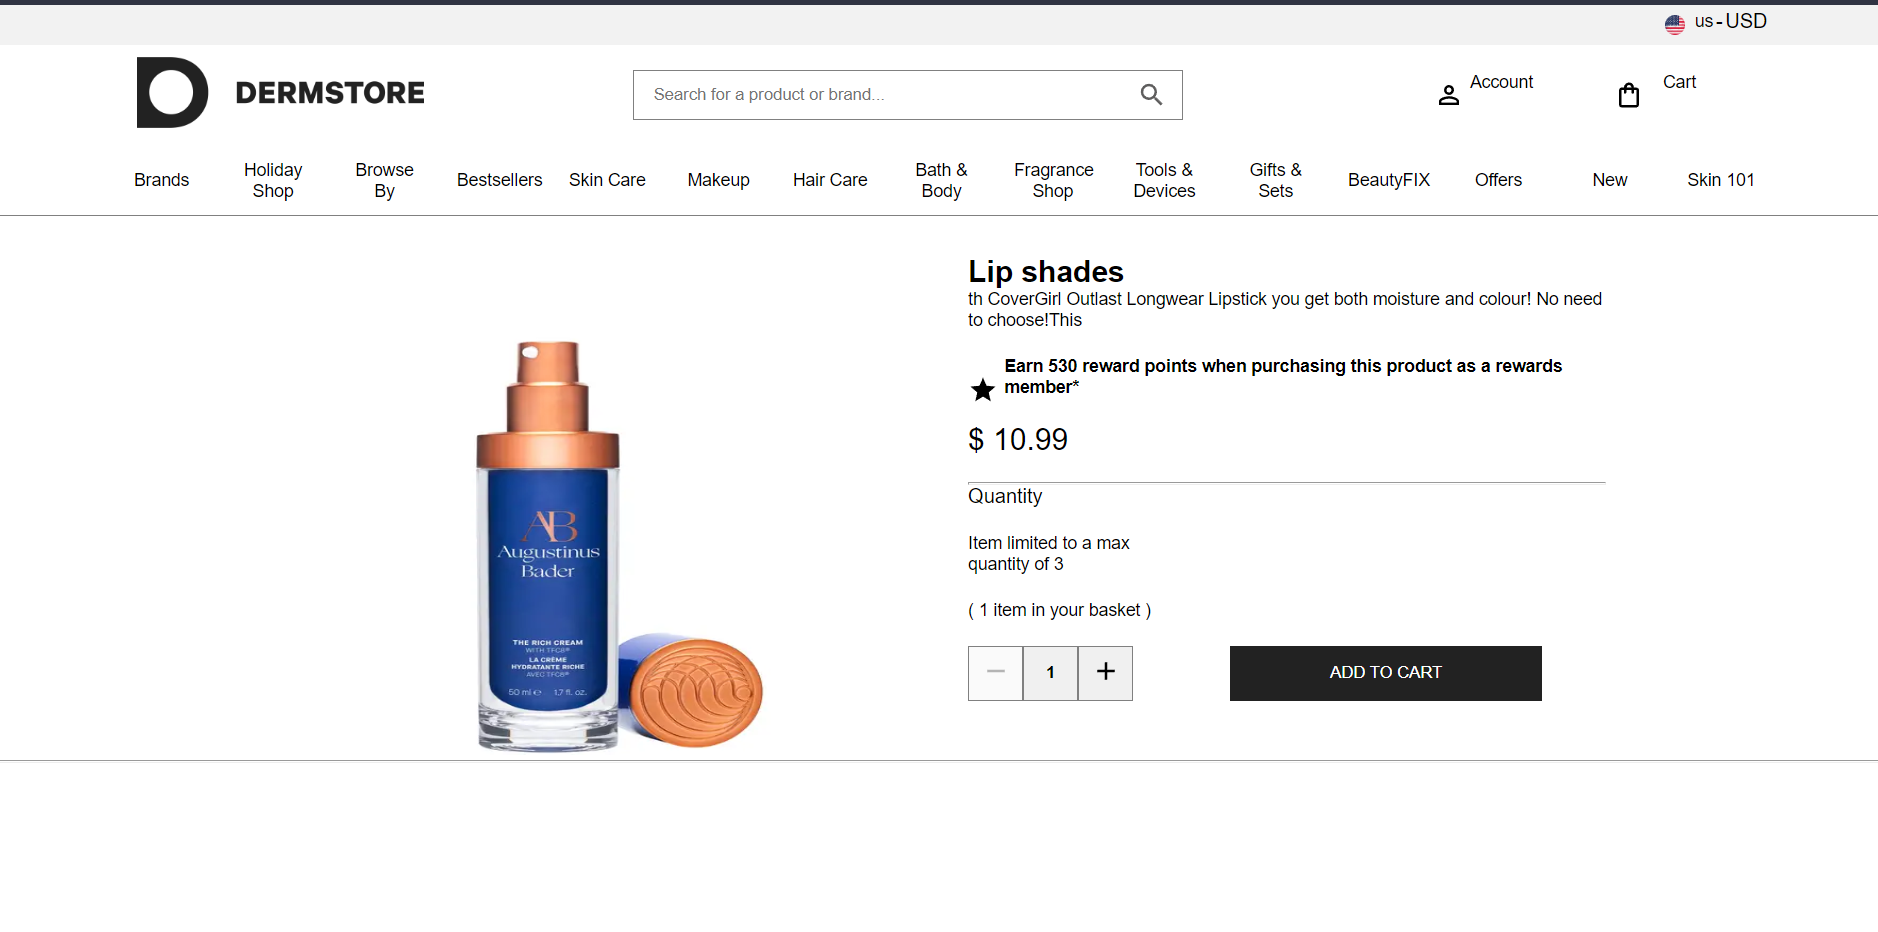 us-USD
DERMSTORE
Search for a product or brand...
Account
Cart
Brands
Holiday
Shop
Browse
By
Bestsellers
Skin Care
Makeup
Hair Care
Bath &
Body
Fragrance
Shop
Tools &
Devices
Gifts &
Sets
BeautyFIX
Offers
New
Skin 101
AB
Augustinus
Bader
THE RICH CREAM
WITH TFC8®
LA CRÈME
HYDRATANTE RICHE
AVEC TFC8®
50 ml e 1.7 fl. oz.
Lip shades
th CoverGirl Outlast Longwear Lipstick you get both moisture and colour! No need
to choose!This
Earn 530 reward points when purchasing this product as a rewards
member*
$ 10.99
Quantity
Item limited to a max
quantity of 3
( 1 item in your basket )
1
ADD TO CART